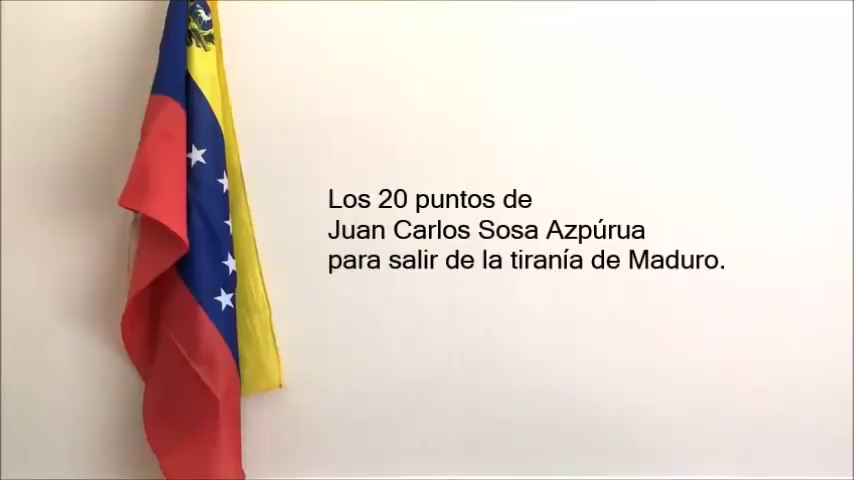 Los 20 puntos de
Juan Carlos Sosa Azpúrua
para salir de la tiranía de Maduro.